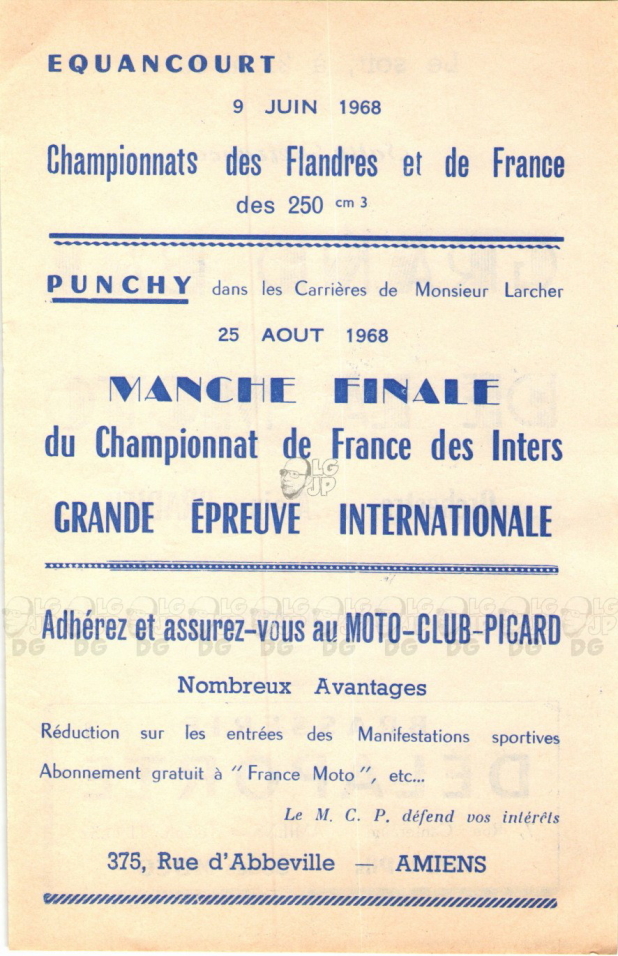 EQUANCOURT
9 JUIN 1968
Championnats des Flandres et de France
des 250 cm 3
PUNCHY dans les Carrières de Monsieur Larcher
25 AOUT 1968
MANCHE FINALE
du Championnat de France des Inters
LG
JP
GRANDE ÉPREUVE INTERNATIONALE
Adhérez et assurez-vous au MOTO-CLUB-PICARD
Nombreux Avantages
Réduction sur les entrées des Manifestations sportives
Abonnement gratuit à " France Moto ", etc...
Le M. C. P. défend vos intérêts
375, Rue d'Abbeville — AMIENS